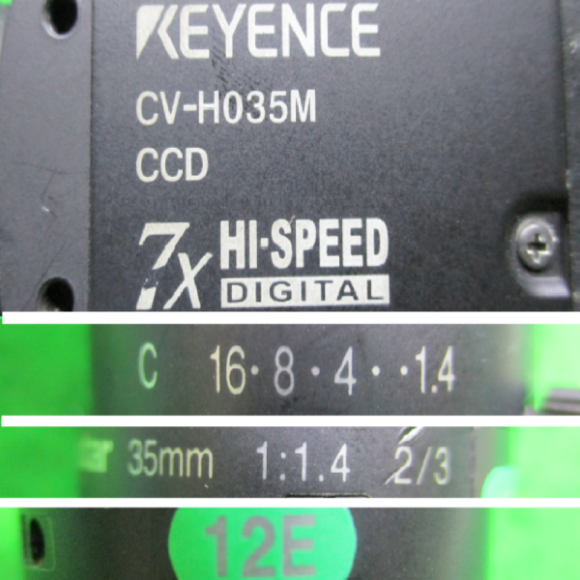 KEYENCE
CV-H035M
CCD
7x HI-SPEED
DIGITAL
C 16·8·4··1.4
35mm 1:1.4 2/3
12E